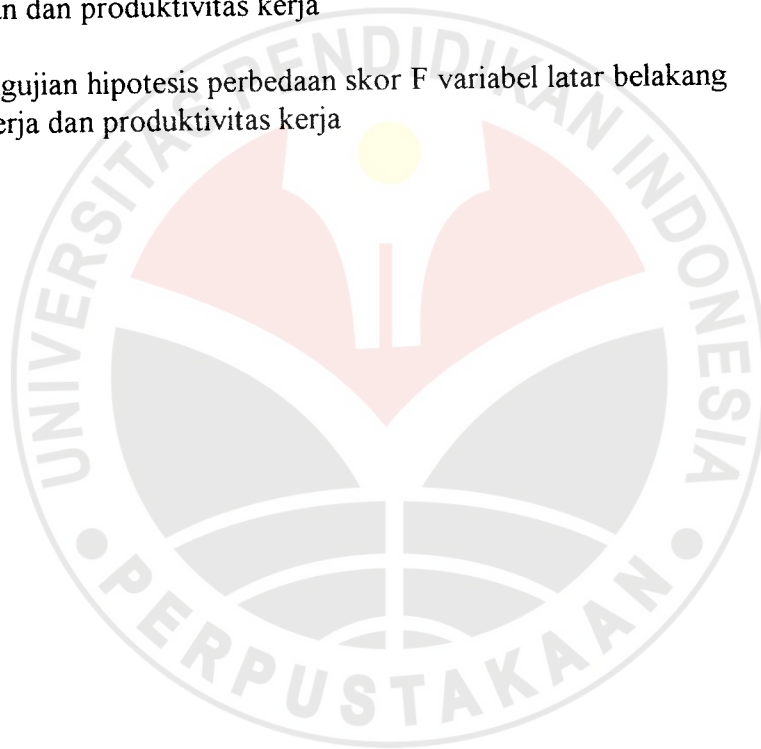 n dan produktivitas kerja
gujian hipotesis perbedaan skor F variabel latar belakang
erja dan produktivitas kerja
UNIVERSITAS PENDIDIKAN INDONESIA
PERPUSTAKAAN